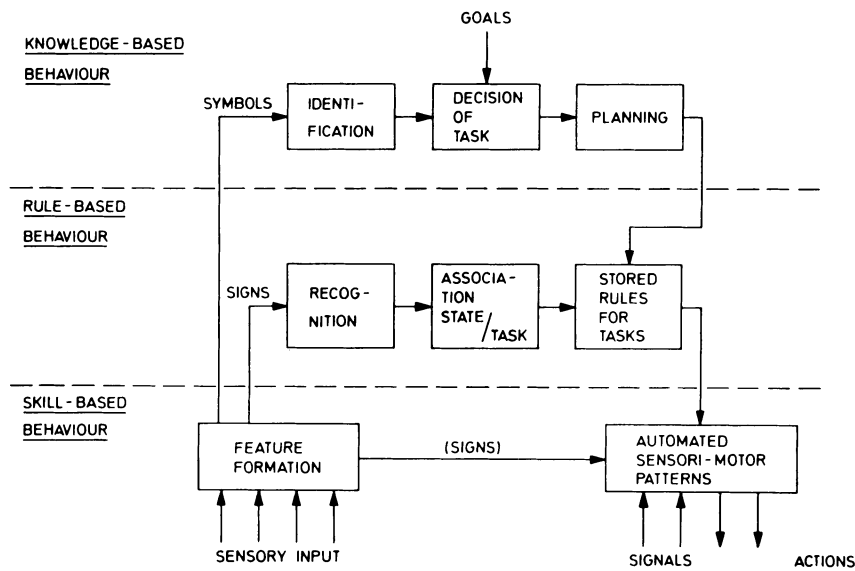 GOALS
KNOWLEDGE-BASED
BEHAVIOUR
SYMBOLS
IDENTI-
FICATION
DECISION
OF
TASK
PLANNING
RULE-BASED
BEHAVIOUR
SIGNS
RECOG-
NITION
ASSOCIA-
TION
STATE
/TASK
STORED
RULES
FOR
TASKS
SKILL-BASED
BEHAVIOUR
FEATURE
FORMATION
(SIGNS)
AUTOMATED
SENSORI-MOTOR
PATTERNS
SENSORY INPUT
SIGNALS
ACTIONS